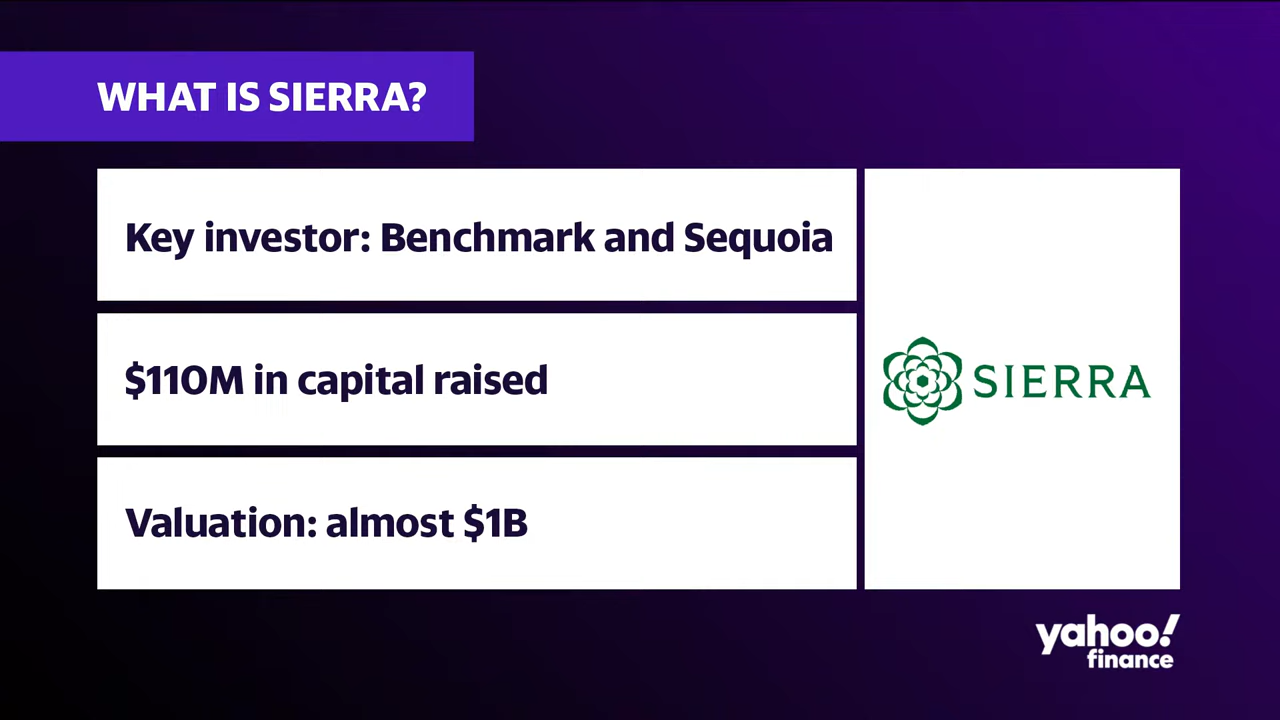 WHAT IS SIERRA?
Key investor: Benchmark and Sequoia
$110M in capital raised
Valuation: almost $1B
SIERRA
yahoo!
finance